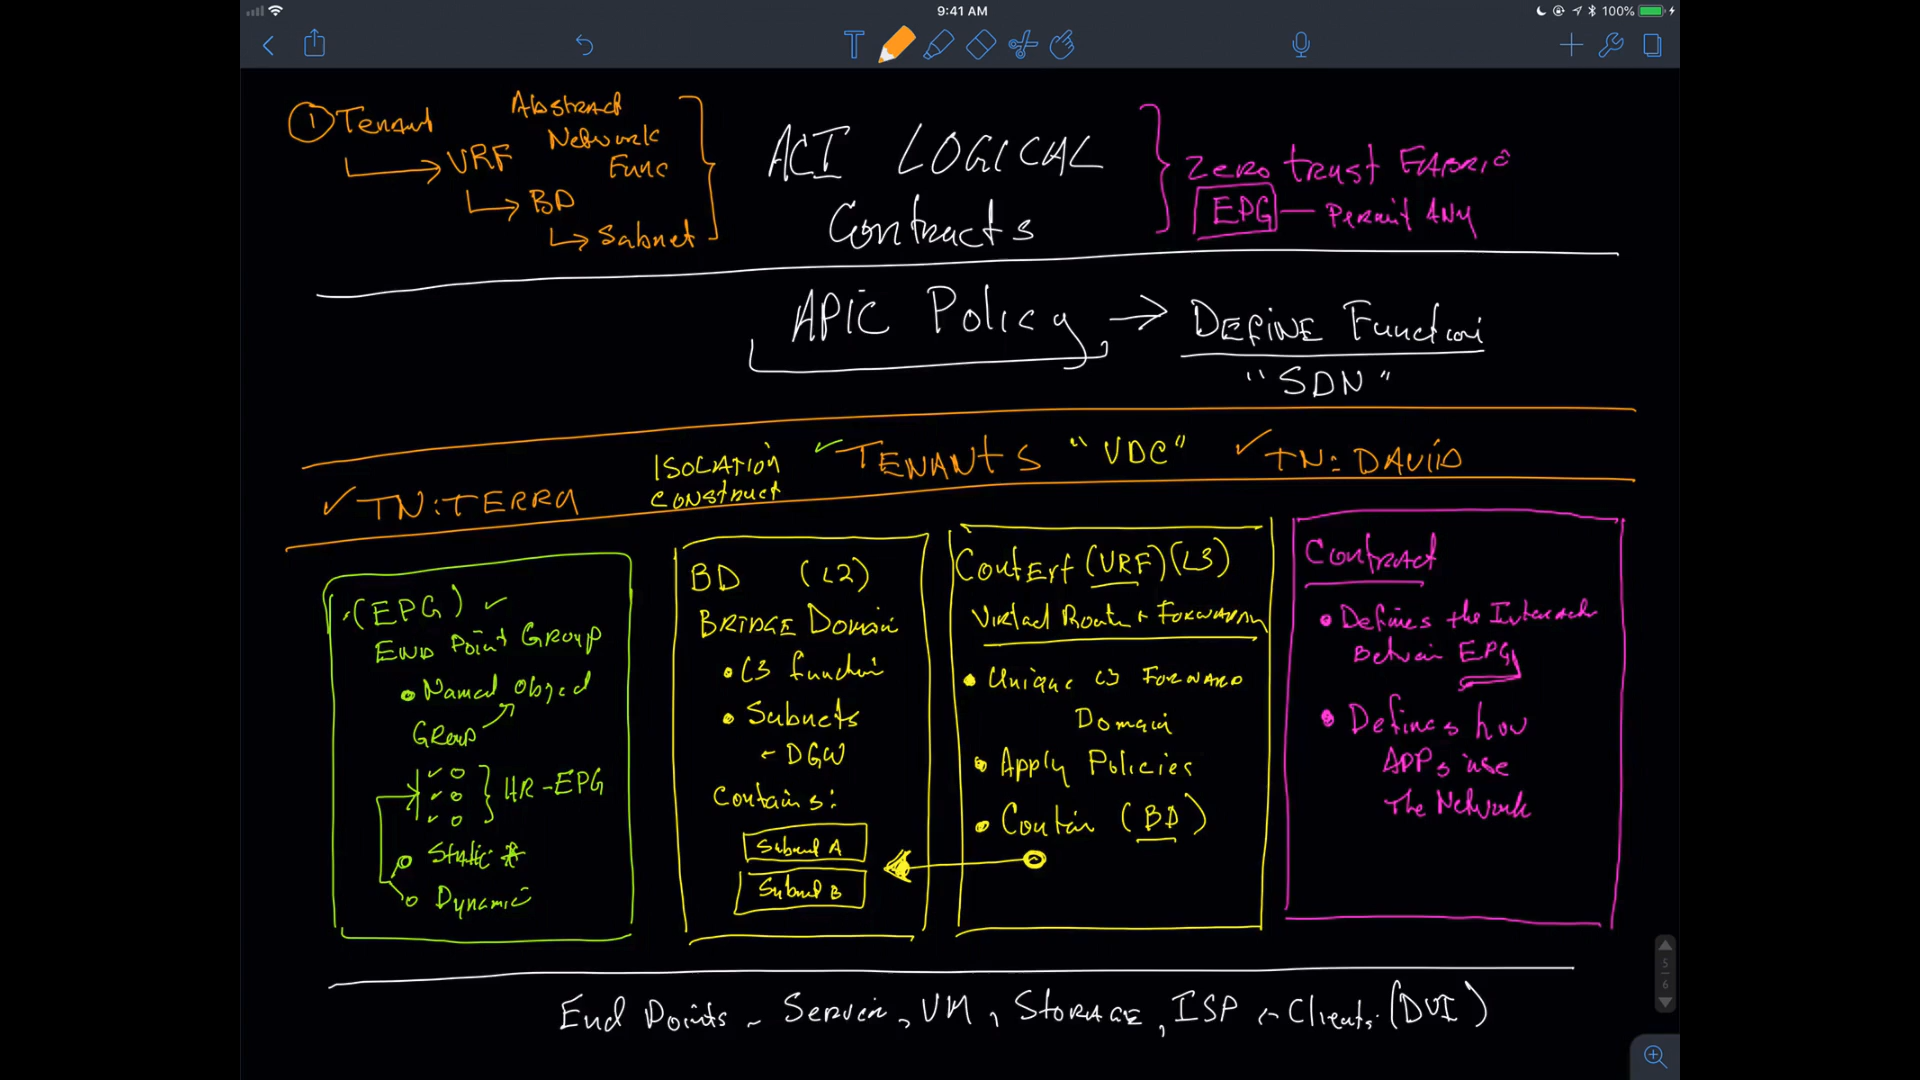 9:41 AM
100%
① Tenant
VRF
BD
Subnet
Abstract
Network
Func
ACI LOGICAL
Contracts
Zero trust FABRIC
EPG — Permit ANY
APIC Policy → DEFINE Function
"SDN"
ISOLATION
CONSTRUCT
✓ TENANTS "VDC" ✓ TN: DAVID
✓ TN: TERRA
(EPG) ✓
END Point GROUP
• Named Object
GROUP
HR-EPG
Static *
Dynamic
BD (L2)
BRIDGE Domain
• L3 function
• Subnets
- DGW
Contains:
Subnet A
Subnet B
Context (VRF) (L3)
Virtual Route + FORWARDING
• Unique L3 FORWARD
Domain
• Apply Policies
• Contain (BD)
Contract
• Defines the
Between EPGs
• Defines how
APPs use
The Network
End Points - Server, VM, STORAGE, ISP Clients. (DVI)
5
6